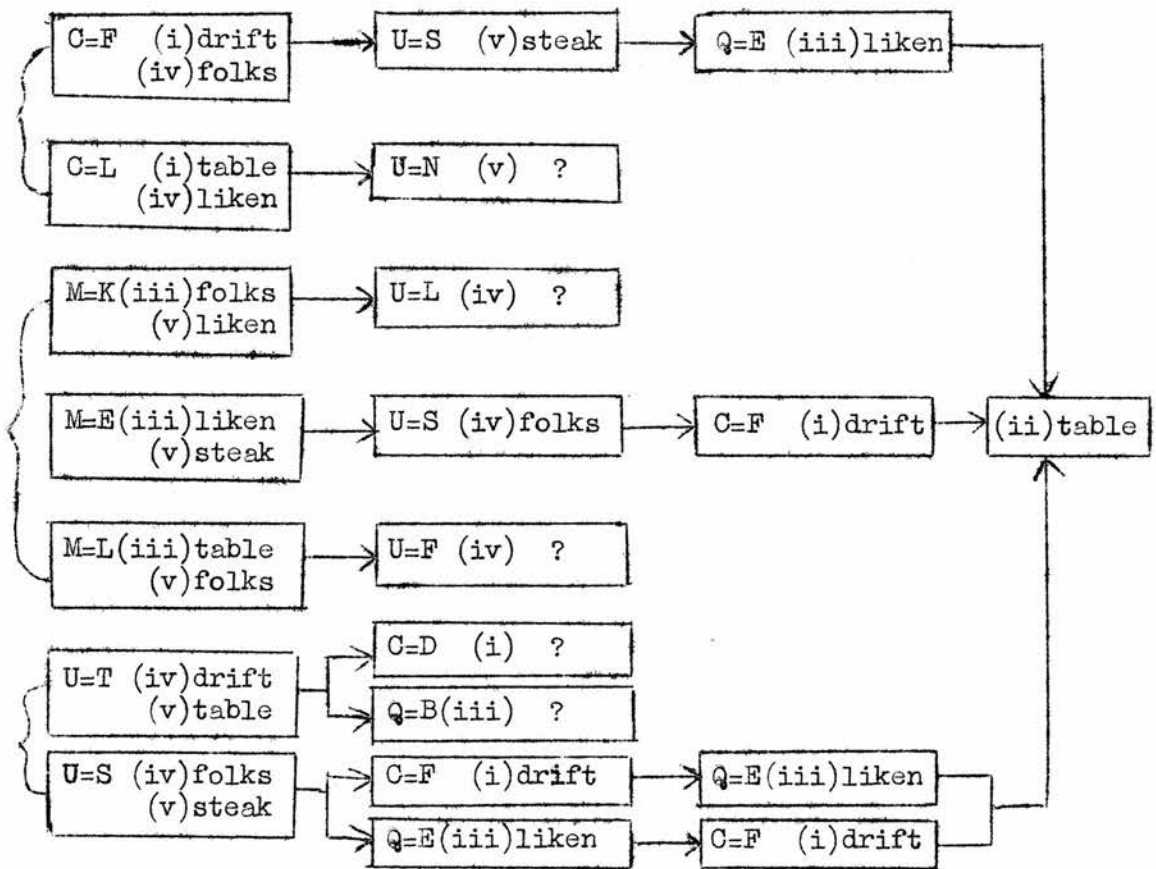 C=F (i)drift
(iv)folks
U=S (v)steak
Q=E (iii)liken
C=L (i)table
(iv)liken
U=N (v) ?
M=K(iii)folks
(v)liken
U=L (iv) ?
M=E(iii)liken
(v)steak
U=S (iv)folks
C=F (i)drift
(ii)table
M=L(iii)table
(v)folks
U=F (iv) ?
U=T (iv)drift
(v)table
C=D (i) ?
Q=B(iii) ?
U=S (iv)folks
(v)steak
C=F (i)drift
Q=E(iii)liken
Q=E(iii)liken
C=F (i)drift